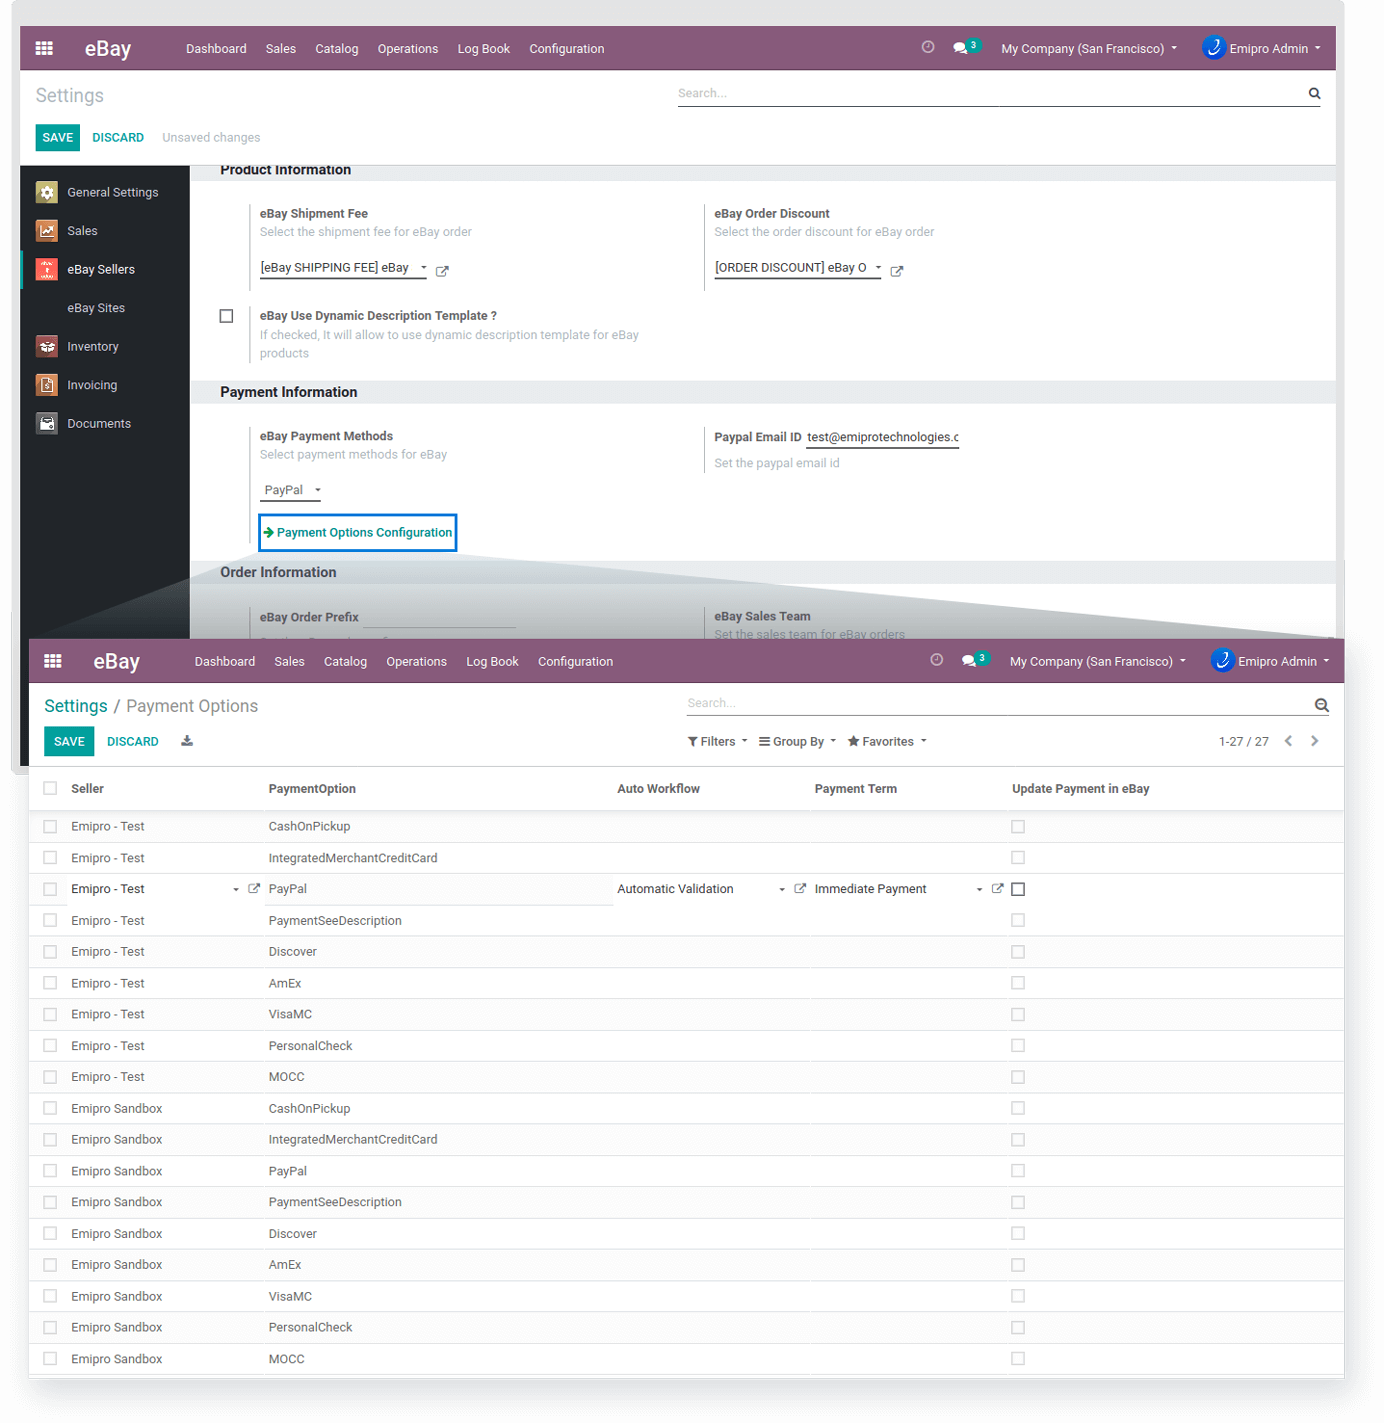 eBay Dashboard Sales Catalog Operations Log Book Configuration 3 My Company (San Francisco) Emipro Admin
Settings Search...
SAVE DISCARD Unsaved changes
General Settings
Sales
eBay Sellers
eBay Sites
Inventory
Invoicing
Documents
Product Information
eBay Shipment Fee eBay Order Discount
Select the shipment fee for eBay order Select the order discount for eBay order
[eBay SHIPPING FEE] eBay [ORDER DISCOUNT] eBay O
eBay Use Dynamic Description Template ?
If checked, It will allow to use dynamic description template for eBay
products
Payment Information
eBay Payment Methods Paypal Email ID test@emiprotechnologies.c
Select payment methods for eBay Set the paypal email id
PayPal
Payment Options Configuration
Order Information
eBay Order Prefix eBay Sales Team
Set the sales team for eBay orders
eBay Dashboard Sales Catalog Operations Log Book Configuration 3 My Company (San Francisco) Emipro Admin
Settings / Payment Options Search...
SAVE DISCARD Filters Group By Favorites 1-27 / 27
Seller PaymentOption Auto Workflow Payment Term Update Payment in eBay
Emipro - Test CashOnPickup
Emipro - Test IntegratedMerchantCreditCard
Emipro - Test PayPal Automatic Validation Immediate Payment
Emipro - Test PaymentSeeDescription
Emipro - Test Discover
Emipro - Test AmEx
Emipro - Test VisaMC
Emipro - Test PersonalCheck
Emipro - Test MOCC
Emipro Sandbox CashOnPickup
Emipro Sandbox IntegratedMerchantCreditCard
Emipro Sandbox PayPal
Emipro Sandbox PaymentSeeDescription
Emipro Sandbox Discover
Emipro Sandbox AmEx
Emipro Sandbox VisaMC
Emipro Sandbox PersonalCheck
Emipro Sandbox MOCC